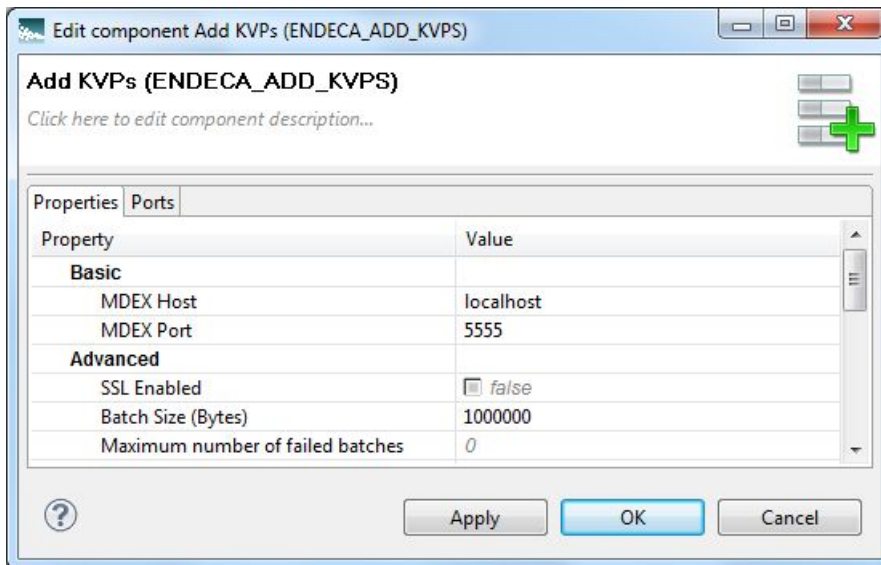 Edit component Add KVPs (ENDECA_ADD_KVPS)
Add KVPs (ENDECA_ADD_KVPS)
Click here to edit component description...
Properties Ports
Property Value
Basic
MDEX Host localhost
MDEX Port 5555
Advanced
SSL Enabled false
Batch Size (Bytes) 1000000
Maximum number of failed batches 0
? Apply OK Cancel